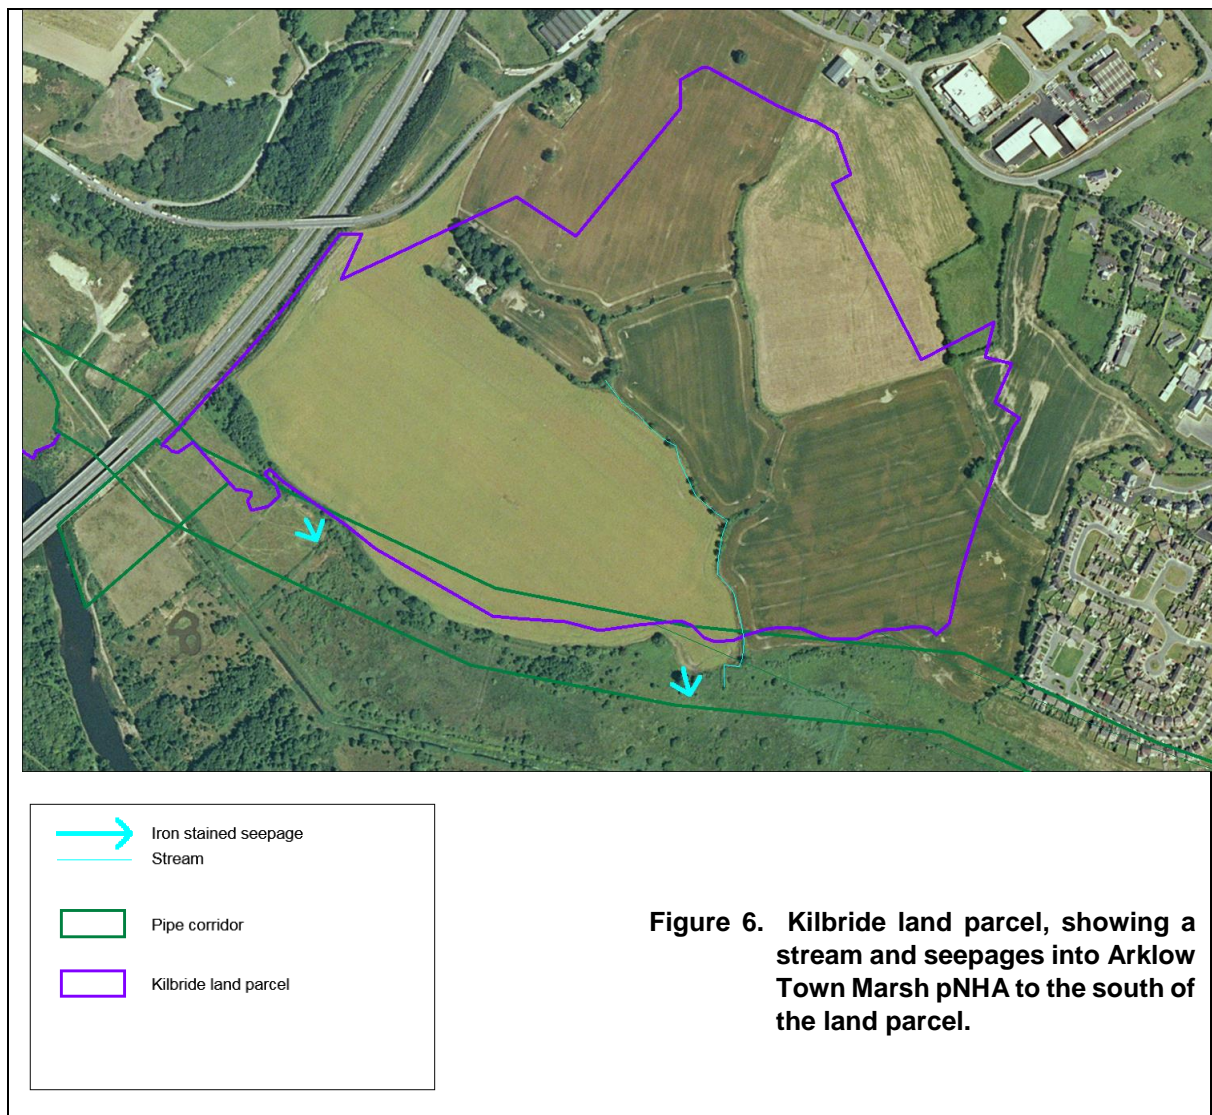 Iron stained seepage
Stream
Pipe corridor
Kilbride land parcel
Figure 6. Kilbride land parcel, showing a
stream and seepages into Arklow
Town Marsh pNHA to the south of
the land parcel.